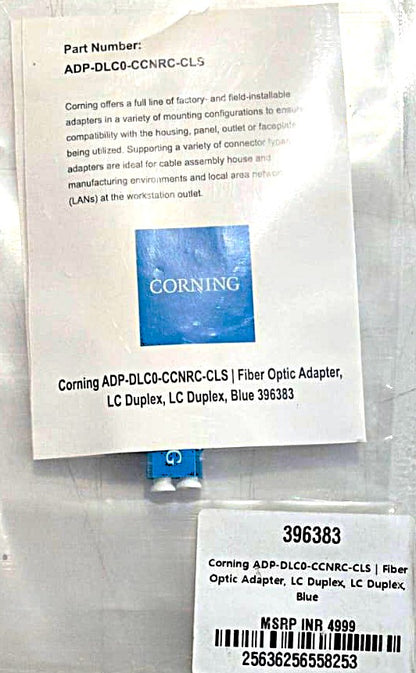 Part Number:
ADP-DLC0-CCNRC-CLS
Corning offers a full line of factory- and field-installable
adapters in a variety of mounting configurations to ensure
compatibility with the housing, panel, outlet or faceplate
being utilized. Supporting a variety of connector types,
adapters are ideal for cable assembly house and
manufacturing environments and local area network
(LANs) at the workstation outlet.
CORNING
Corning ADP-DLC0-CCNRC-CLS | Fiber Optic Adapter,
LC Duplex, LC Duplex, Blue 396383
G
396383
Corning ADP-DLC0-CCNRC-CLS | Fiber
Optic Adapter, LC Duplex, LC Duplex,
Blue
MSRP INR 4999
25636256558253